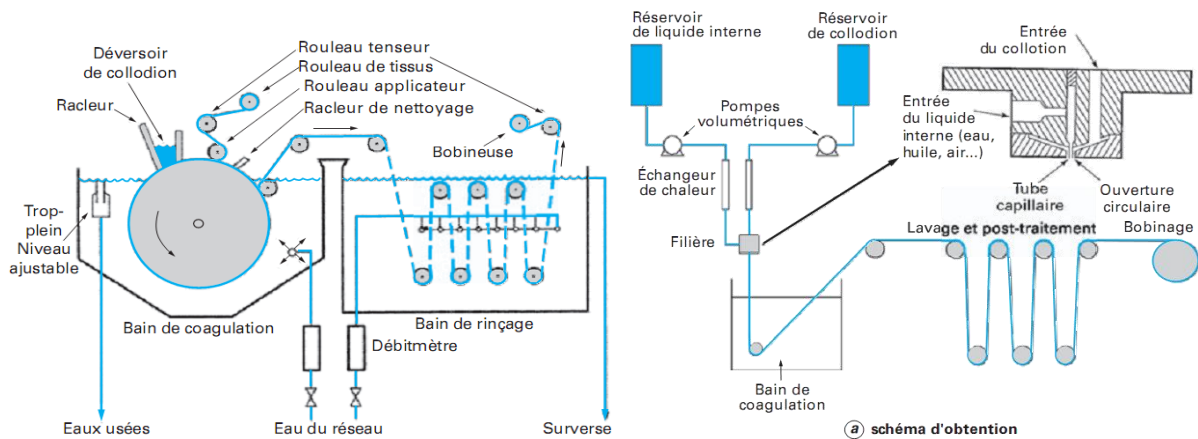 Déversoir
de collodion
Racleur
Rouleau tenseur
Rouleau de tissus
Rouleau applicateur
Racleur de nettoyage
Bobineuse
Trop-
plein
Niveau
ajustable
Bain de coagulation
Bain de rinçage
Débitmètre
Eaux usées
Eau du réseau
Surverse
Réservoir
de liquide interne
Réservoir
de collodion
Pompes
volumétriques
Échangeur
de chaleur
Filière
Entrée
du collotion
Entrée
du liquide
interne (eau,
huile, air...)
Tube
capillaire
Ouverture
circulaire
Lavage et post-traitement
Bobinage
Bain de
coagulation
a schéma d'obtention